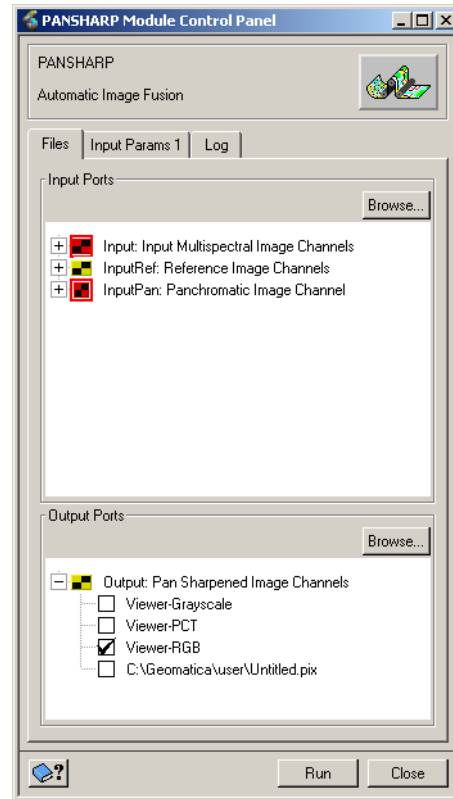 PANSHARP Module Control Panel
PANSHARP
Automatic Image Fusion
Files Input Params 1 Log
Input Ports
Browse...
Input: Input Multispectral Image Channels
InputRef: Reference Image Channels
InputPan: Panchromatic Image Channel
Output Ports
Browse...
Output: Pan Sharpened Image Channels
Viewer-Grayscale
Viewer-PCT
Viewer-RGB
C:\Geomatica\user\Untitled.pix
? Run Close